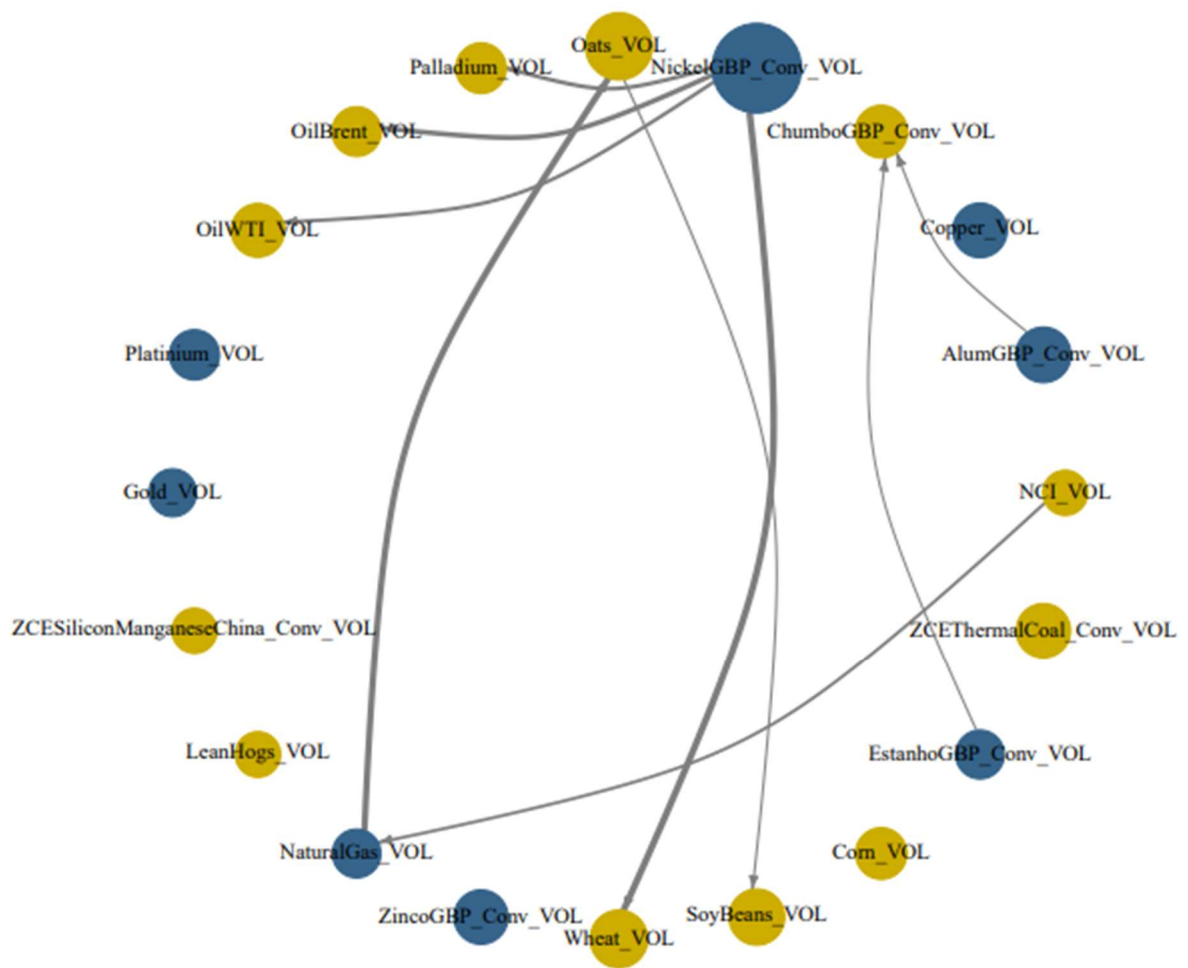 Oats_VOL
Palladium_VOL
NickelGBP_Conv_VOL
OilBrent_VOL
ChumboGBP_Conv_VOL
OilWTI_VOL
Copper_VOL
Platinium_VOL
AlumGBP_Conv_VOL
Gold_VOL
NCI_VOL
ZCESiliconManganeseChina_Conv_VOL
ZCEThermalCoal_Conv_VOL
LeanHogs_VOL
EstanhoGBP_Conv_VOL
NaturalGas_VOL
Corn_VOL
ZincoGBP_Conv_VOL
SoyBeans_VOL
Wheat_VOL